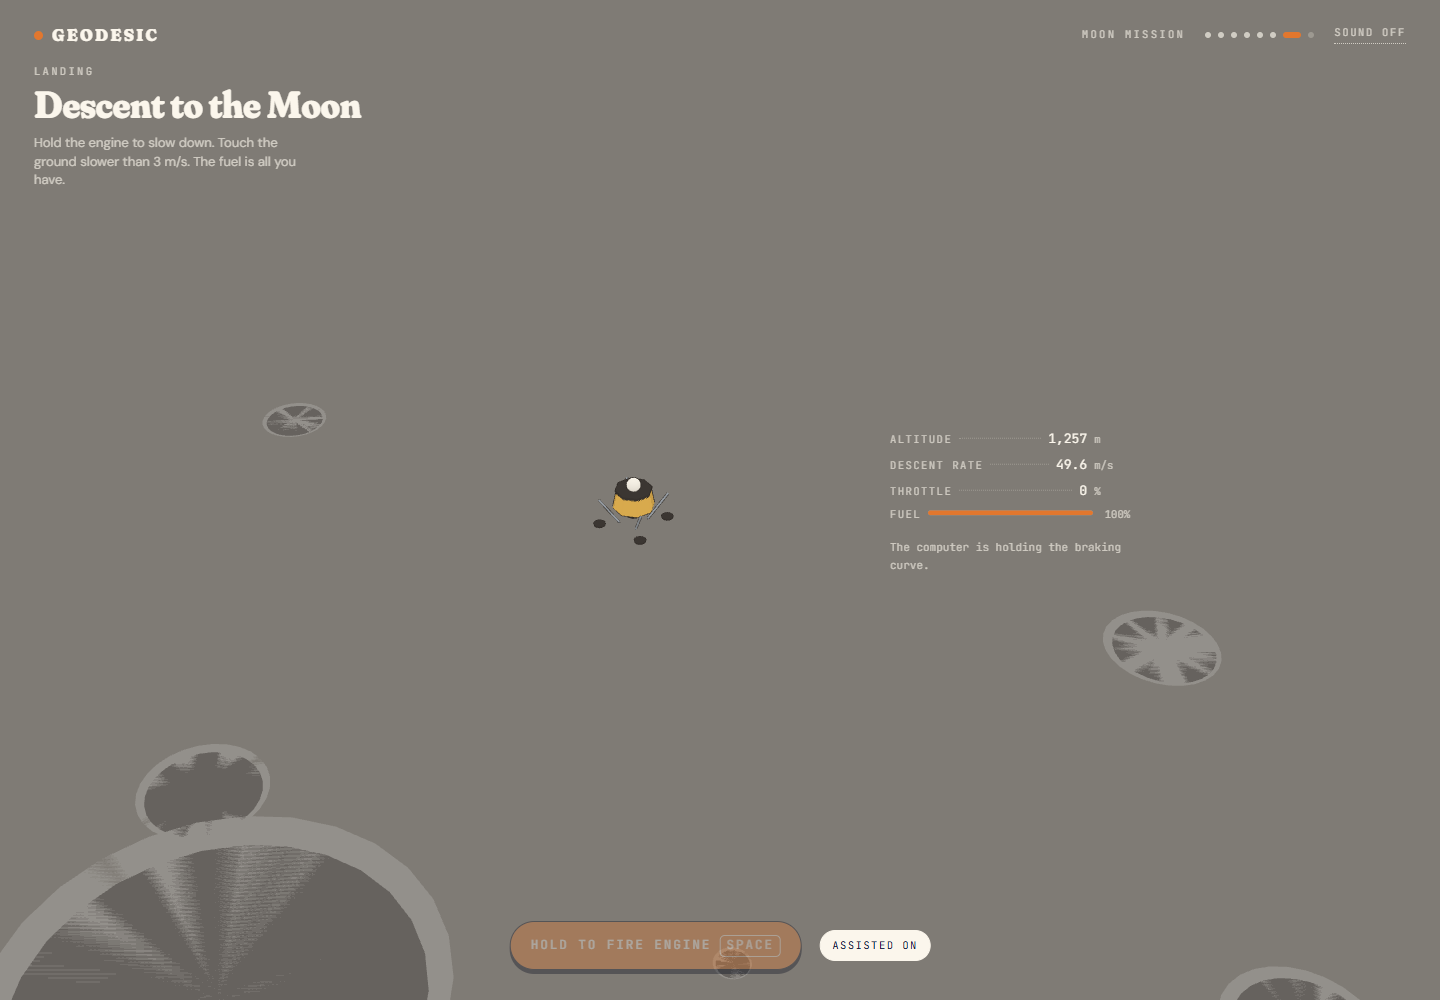 GEODESIC
MOON MISSION
SOUND OFF
LANDING
Descent to the Moon
Hold the engine to slow down. Touch the
ground slower than 3 m/s. The fuel is all you
have.
ALTITUDE 1,257 m
DESCENT RATE 49.6 m/s
THROTTLE 0 %
FUEL 100%
The computer is holding the braking
curve.
HOLD TO FIRE ENGINE SPACE
ASSISTED ON